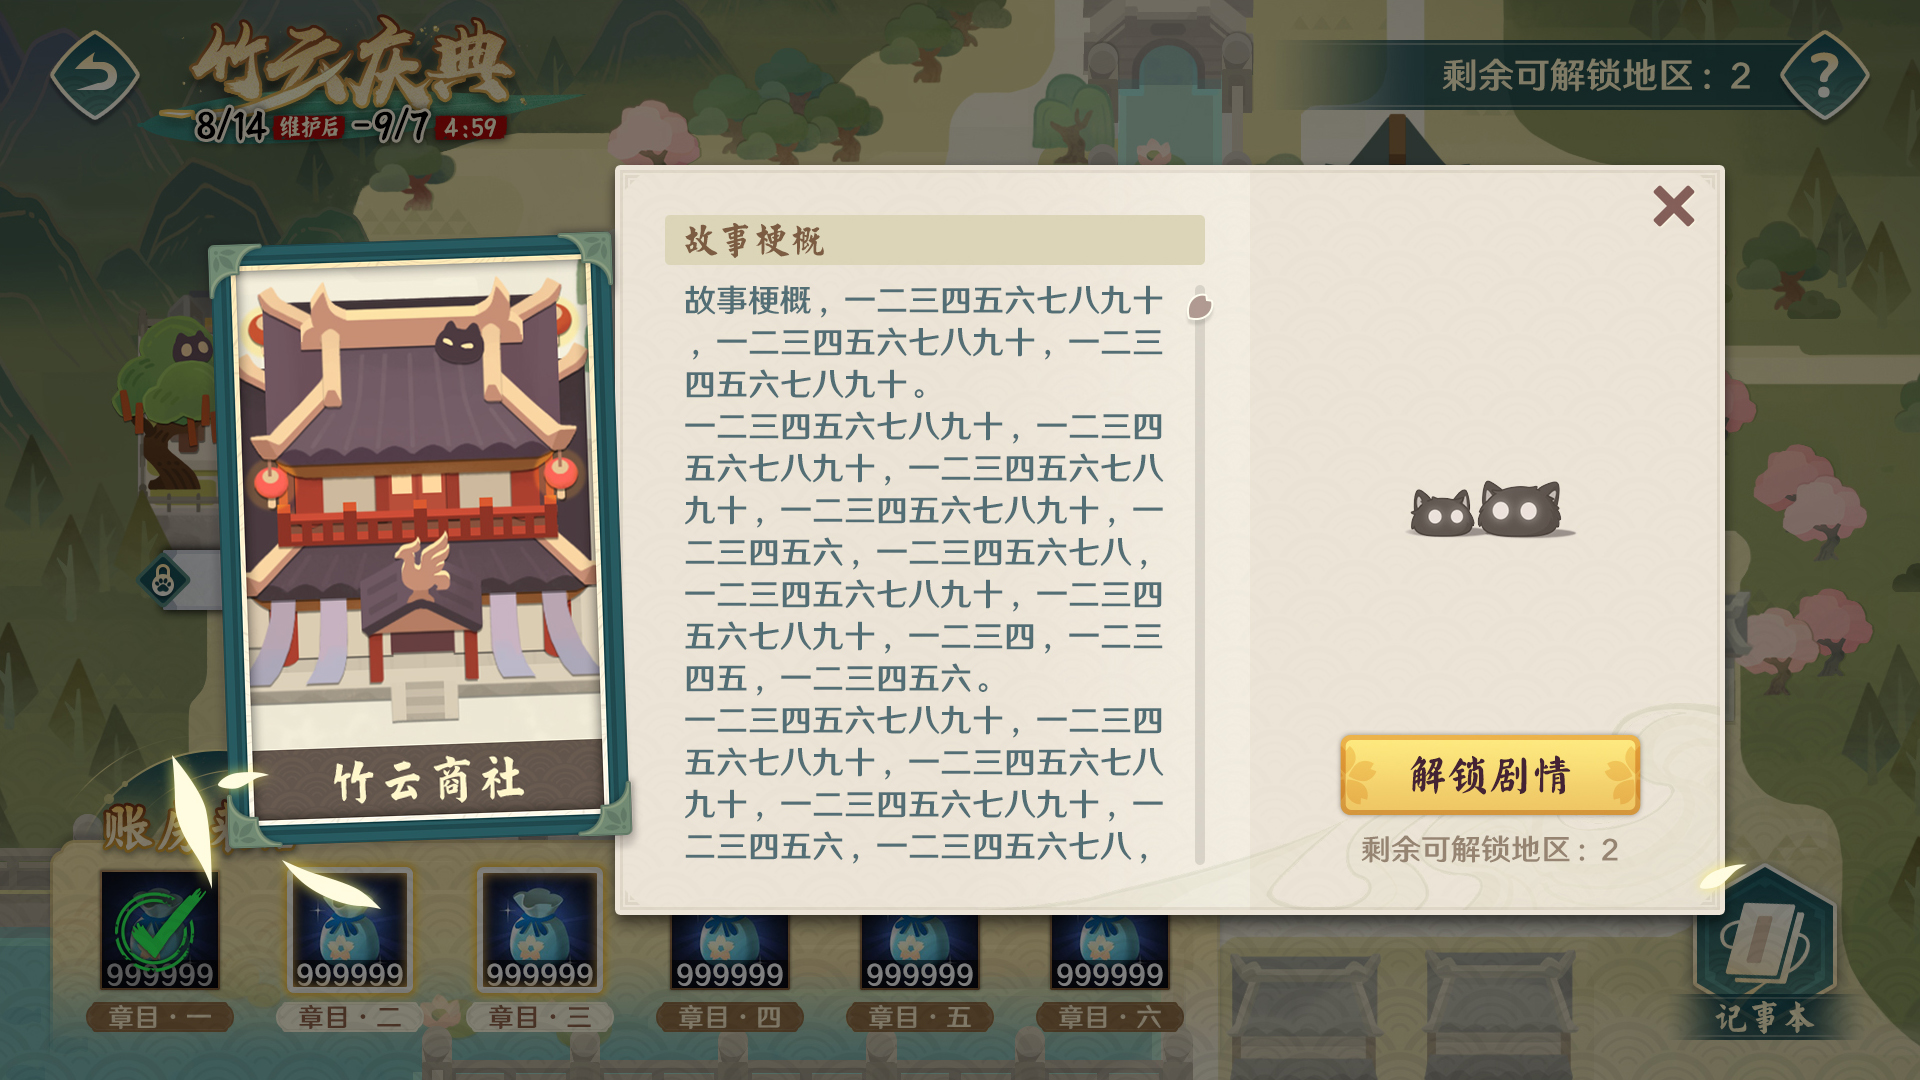 竹云庆典
8/14 维护后 -9/7 4:59
剩余可解锁地区：2
故事梗概
故事梗概，一二三四五六七八九十
，一二三四五六七八九十，一二三
四五六七八九十。
一二三四五六七八九十，一二三四
五六七八九十，一二三四五六七八
九十，一二三四五六七八九十，一
二三四五六，一二三四五六七八，
一二三四五六七八九十，一二三四
五六七八九十，一二三四，一二三
四五，一二三四五六。
一二三四五六七八九十，一二三四
五六七八九十，一二三四五六七八
九十，一二三四五六七八九十，一
二三四五六，一二三四五六七八，
竹云商社
解锁剧情
剩余可解锁地区：2
账房
999999
999999
999999
999999
999999
999999
章目·一
章目·二
章目·三
章目·四
章目·五
章目·六
记事本